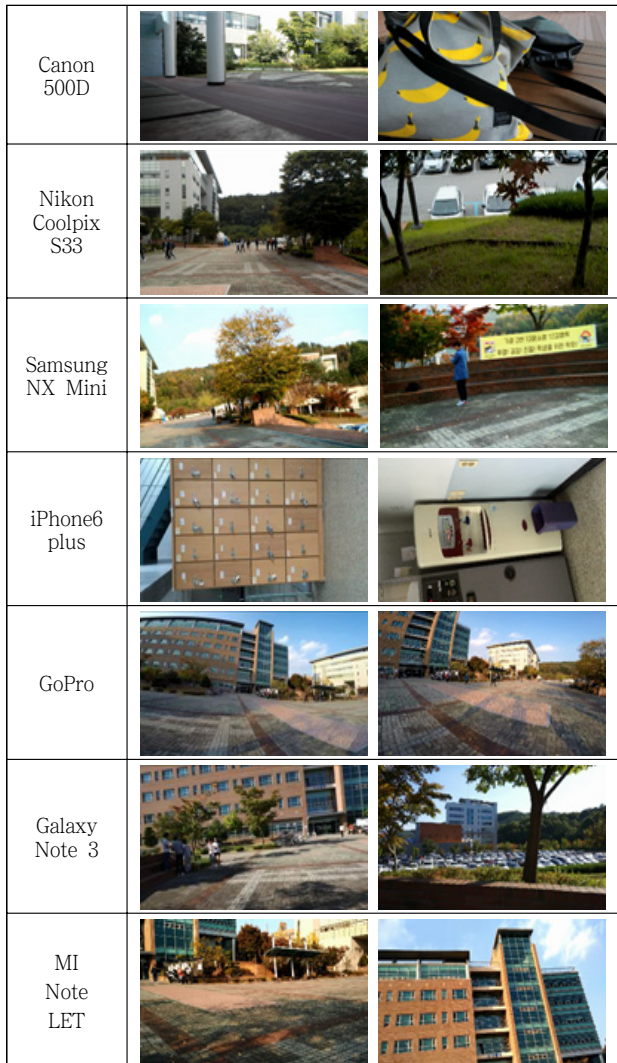 Canon
500D
Nikon
Coolpix
S33
Samsung
NX Mini
iPhone6
plus
GoPro
Galaxy
Note 3
MI
Note
LET